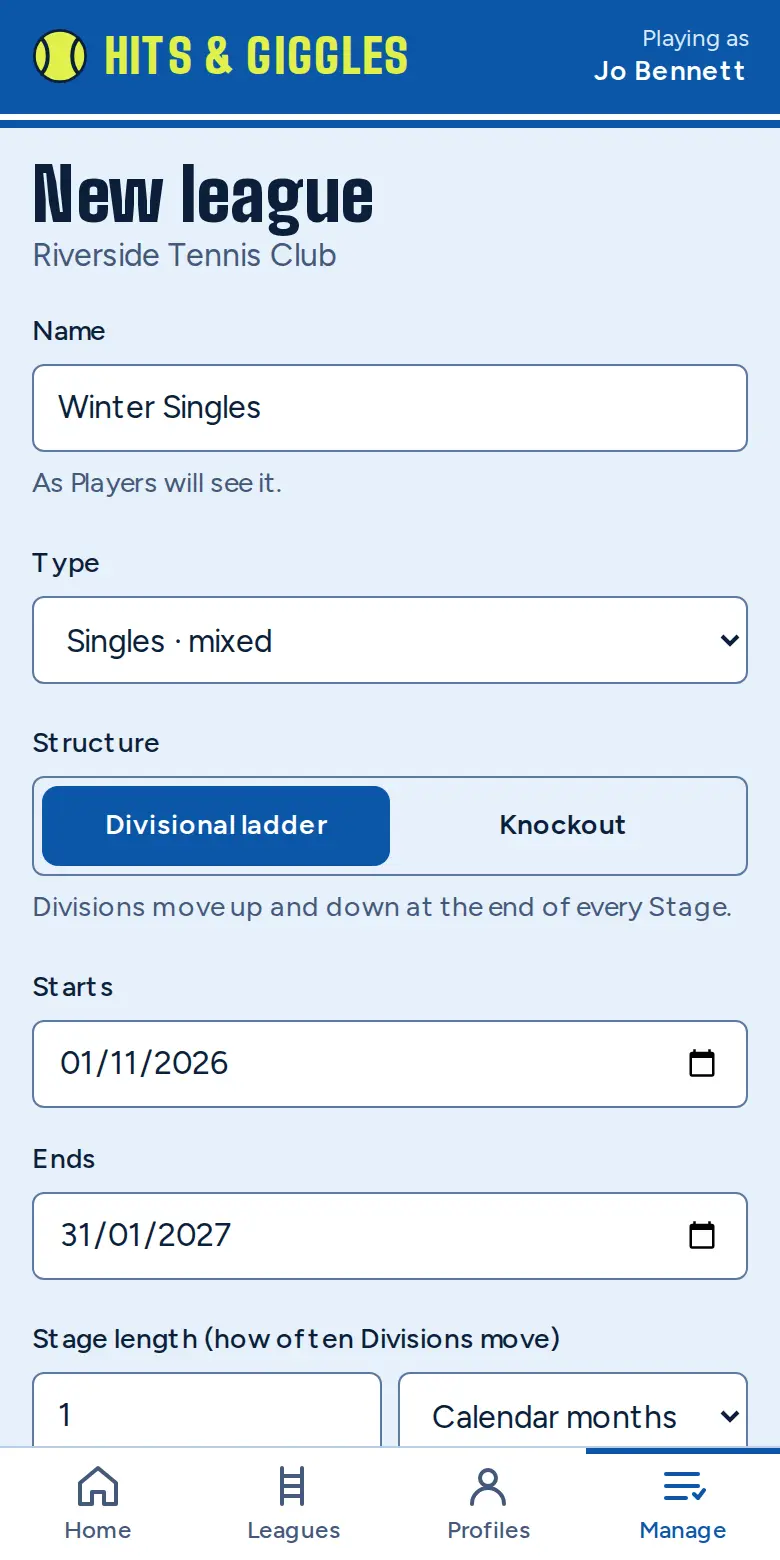 HITS & GIGGLES
Playing as
Jo Bennett
New league
Riverside Tennis Club
Name
Winter Singles
As Players will see it.
Type
Singles · mixed
Structure
Divisional ladder
Knockout
Divisions move up and down at the end of every Stage.
Starts
01/11/2026
Ends
31/01/2027
Stage length (how often Divisions move)
1
Calendar months
Home
Leagues
Profiles
Manage